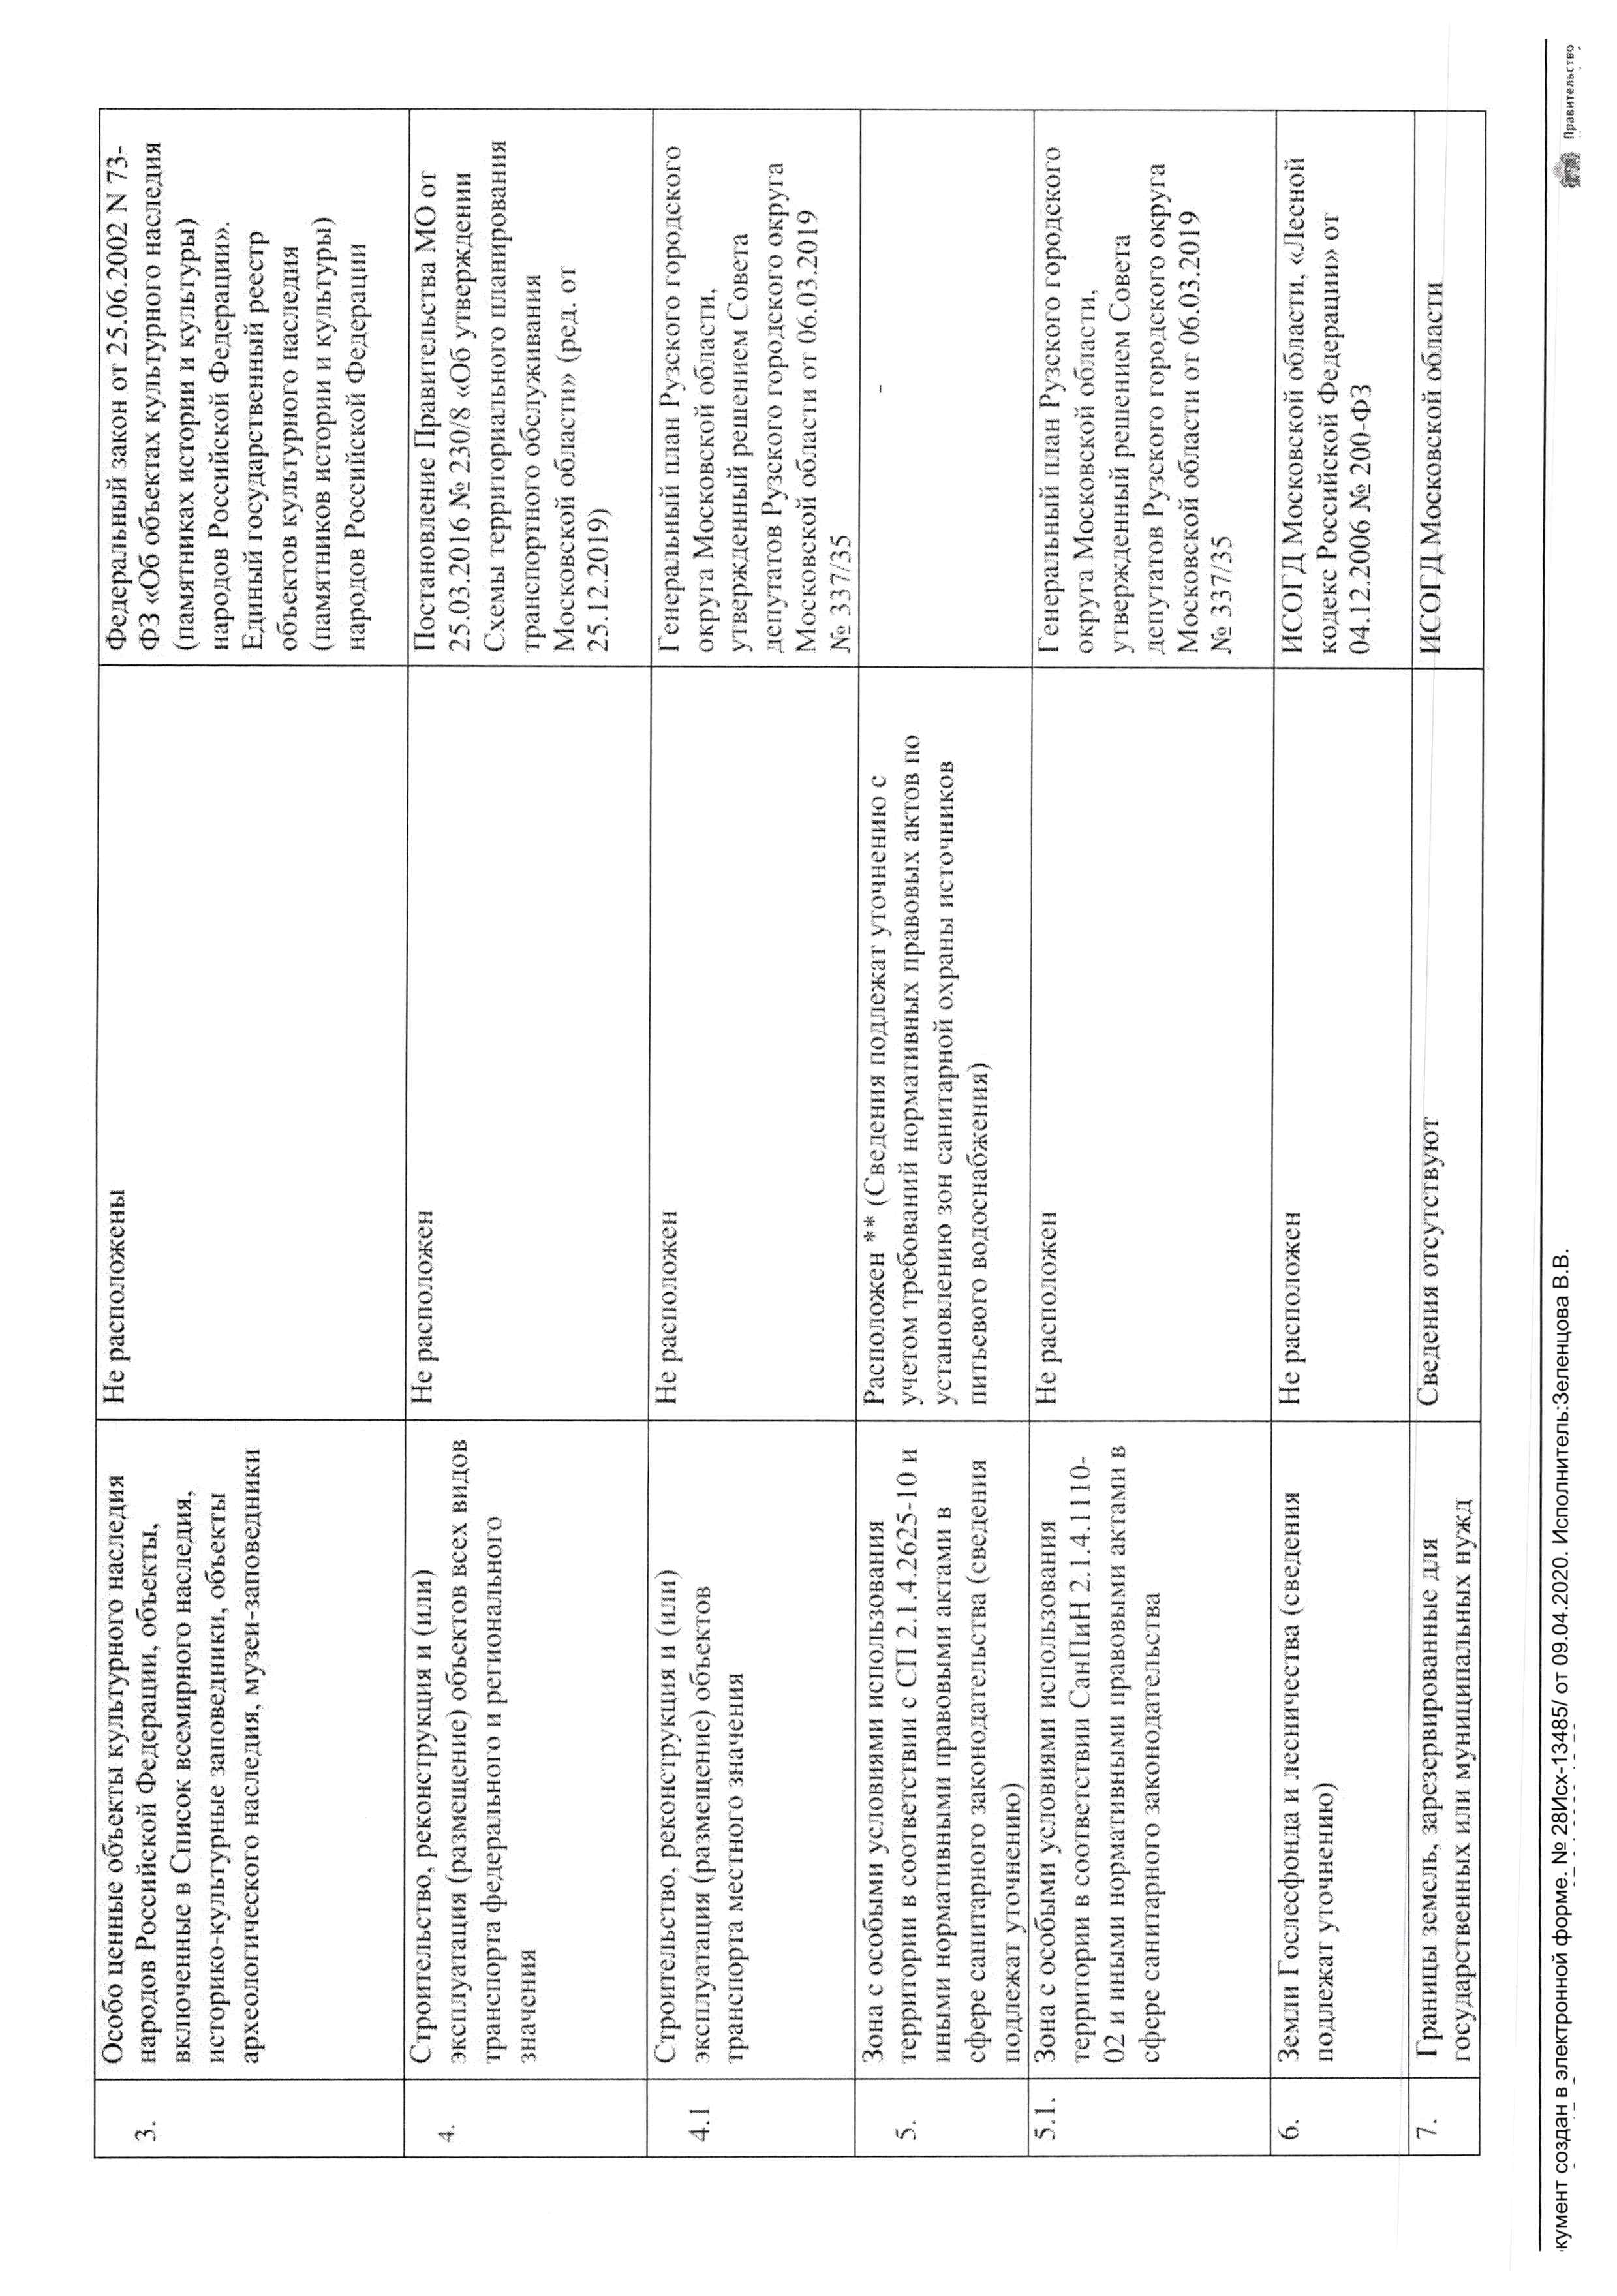 3.
Особо ценные объекты культурного наследия
народов Российской Федерации, объекты,
включенные в Список всемирного наследия,
историко-культурные заповедники, объекты
археологического наследия, музеи-заповедники
Не расположены
Федеральный закон от 25.06.2002 N 73-
ФЗ «Об объектах культурного наследия
(памятниках истории и культуры)
народов Российской Федерации».
Единый государственный реестр
объектов культурного наследия
(памятников истории и культуры)
народов Российской Федерации
4.
Строительство, реконструкция и (или)
эксплуатация (размещение) объектов всех видов
транспорта федерального и регионального
значения
Не расположен
Постановление Правительства МО от
25.03.2016 № 230/8 «Об утверждении
Схемы территориального планирования
транспортного обслуживания
Московской области» (ред. от
25.12.2019)
4.1
Строительство, реконструкция и (или)
эксплуатация (размещение) объектов
транспорта местного значения
Не расположен
Генеральный план Рузского городского
округа Московской области,
утвержденный решением Совета
депутатов Рузского городского округа
Московской области от 06.03.2019
№ 337/35
5.
Зона с особыми условиями использования
территории в соответствии с СП 2.1.4.2625-10 и
иными нормативными правовыми актами в
сфере санитарного законодательства (сведения
подлежат уточнению)
Расположен ** (Сведения подлежат уточнению с
учетом требований нормативных правовых актов по
установлению зон санитарной охраны источников
питьевого водоснабжения)
-
5.1.
Зона с особыми условиями использования
территории в соответствии СанПиН 2.1.4.1110-
02 и иными нормативными правовыми актами в
сфере санитарного законодательства
Не расположен
Генеральный план Рузского городского
округа Московской области,
утвержденный решением Совета
депутатов Рузского городского округа
Московской области от 06.03.2019
№ 337/35
6.
Земли Гослесфонда и лесничества (сведения
подлежат уточнению)
Не расположен
ИСОГД Московской области, «Лесной
кодекс Российской Федерации» от
04.12.2006 № 200-ФЗ
7.
Границы земель, зарезервированные для
государственных или муниципальных нужд
Сведения отсутствуют
ИСОГД Московской области
кумент создан в электронной форме. № 28Исх-13485/ от 09.04.2020. Исполнитель:Зеленцова В.В.
Правительство